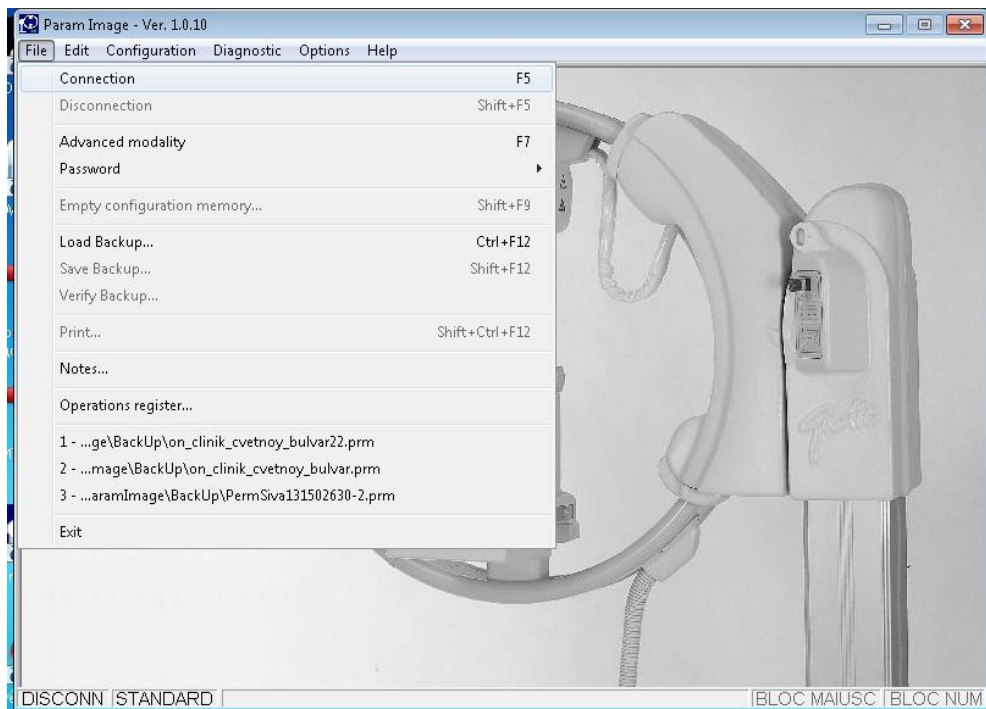 Param Image - Ver. 1.0.10
File Edit Configuration Diagnostic Options Help
Connection F5
Disconnection Shift+F5
Advanced modality F7
Password
Empty configuration memory... Shift+F9
Load Backup... Ctrl+F12
Save Backup... Shift+F12
Verify Backup...
Print... Shift+Ctrl+F12
Notes...
Operations register...
1 - ...ge\BackUp\on_clinik_cvetnoy_bulvar22.prm
2 - ...mage\BackUp\on_clinik_cvetnoy_bulvar.prm
3 - ...aramImage\BackUp\PermSiva131502630-2.prm
Exit
DISCONN STANDARD BLOC MAIUSC BLOC NUM